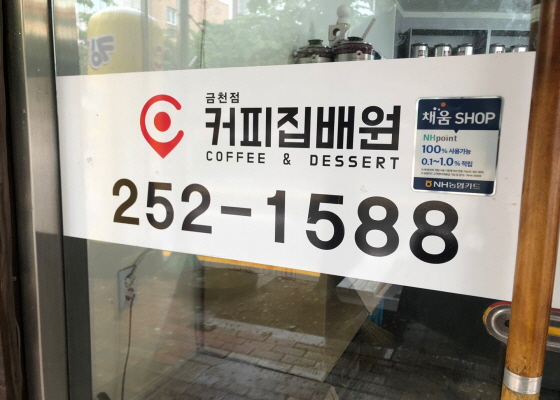 금천점
커피집배원
COFFEE & DESSERT
252-1588
채움 SHOP
NHpoint
100% 사용가능
0.1~1.0% 적립
NH농협카드